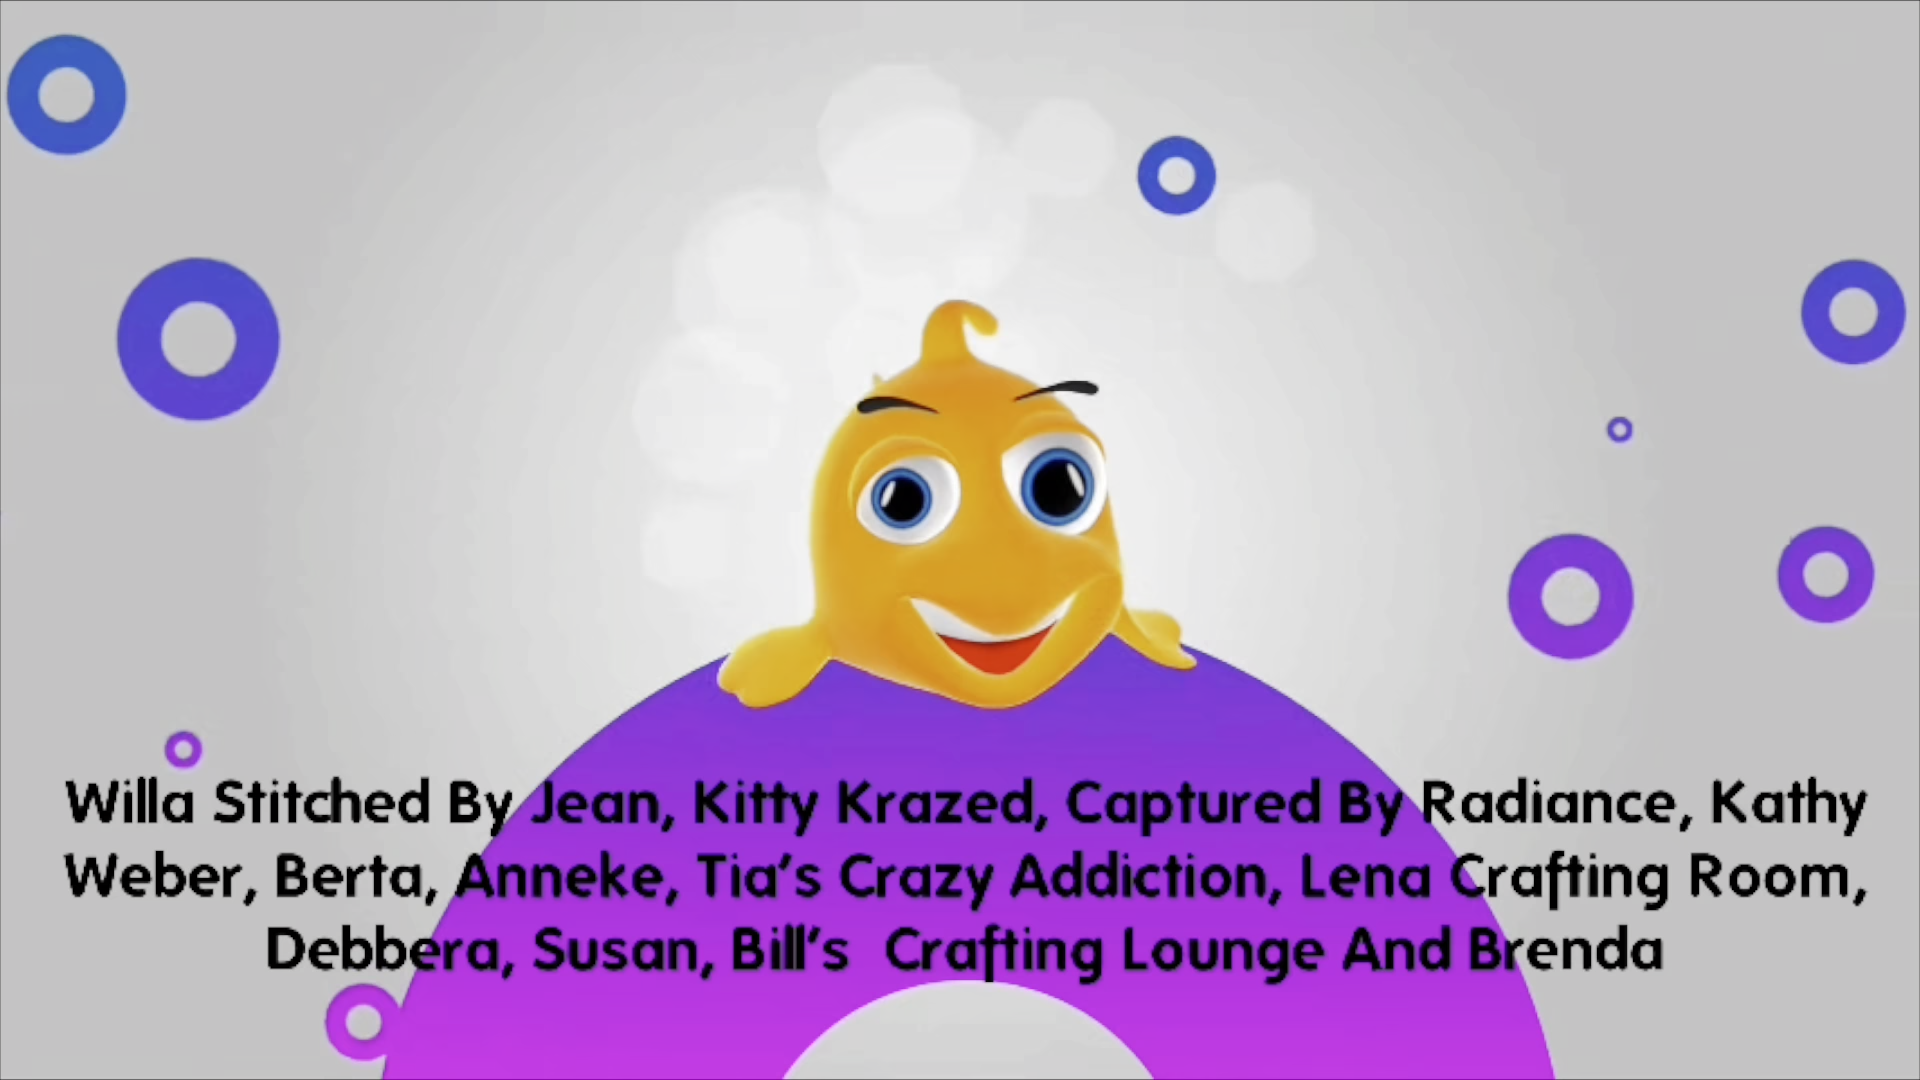 Willa Stitched By Jean, Kitty Krazed, Captured By Radiance, Kathy
Weber, Berta, Anneke, Tia's Crazy Addiction, Lena Crafting Room,
Debbera, Susan, Bill's  Crafting Lounge And Brenda